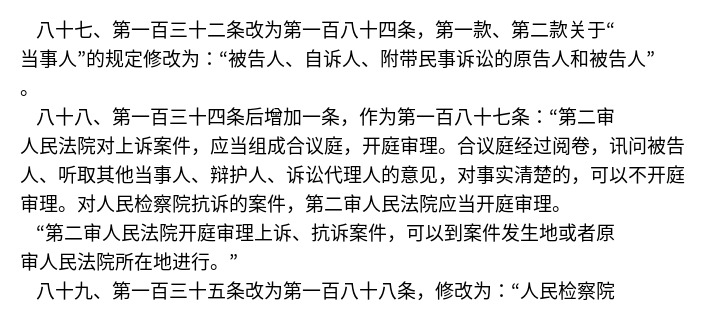 八十七、第一百三十二条改为第一百八十四条，第一款、第二款关于“
当事人”的规定修改为：“被告人、自诉人、附带民事诉讼的原告人和被告人”
。
八十八、第一百三十四条后增加一条，作为第一百八十七条：“第二审
人民法院对上诉案件，应当组成合议庭，开庭审理。合议庭经过阅卷，讯问被告
人、听取其他当事人、辩护人、诉讼代理人的意见，对事实清楚的，可以不开庭
审理。对人民检察院抗诉的案件，第二审人民法院应当开庭审理。
“第二审人民法院开庭审理上诉、抗诉案件，可以到案件发生地或者原
审人民法院所在地进行。”
八十九、第一百三十五条改为第一百八十八条，修改为：“人民检察院